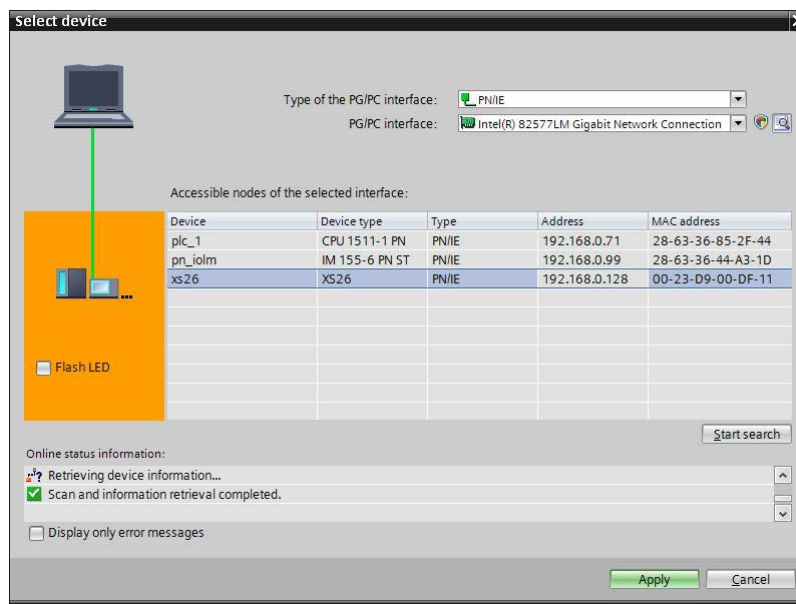 Select device
Type of the PG/PC interface: PN/IE
PG/PC interface: Intel(R) 82577LM Gigabit Network Connection
Accessible nodes of the selected interface:
Device Device type Type Address MAC address
plc_1 CPU 1511-1 PN PN/IE 192.168.0.71 28-63-36-85-2F-44
pn_iolm IM 155-6 PN ST PN/IE 192.168.0.99 28-63-36-44-A3-1D
xs26 XS26 PN/IE 192.168.0.128 00-23-D9-00-DF-11
Flash LED
Start search
Online status information:
Retrieving device information...
Scan and information retrieval completed.
Display only error messages
Apply Cancel